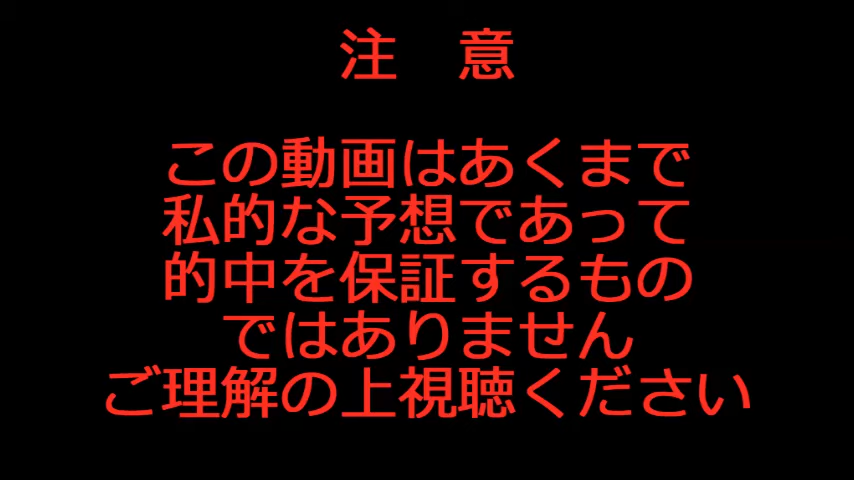 注　意
この動画はあくまで
私的な予想であって
的中を保証するもの
ではありません
ご理解の上視聴ください